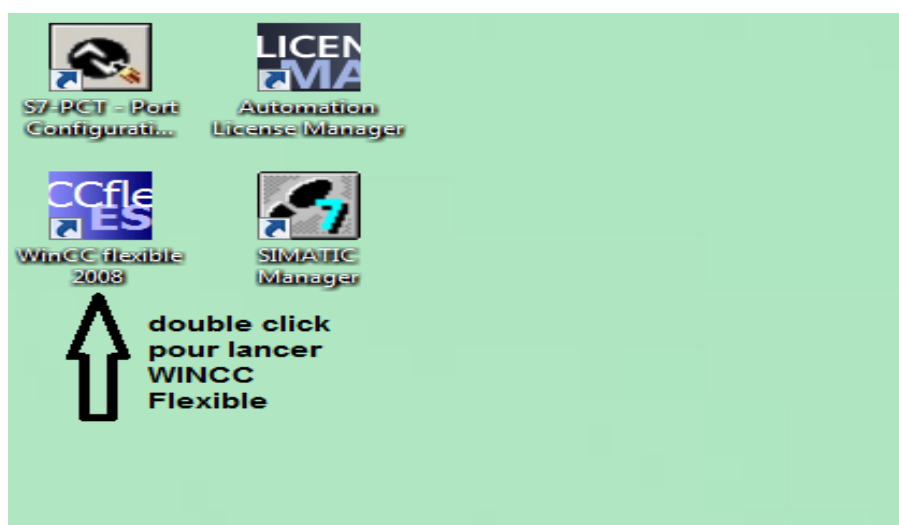 LICEN
MA
S7-PCT - Port
Configurati...
Automation
License Manager
CCfle
ES
7
WinCC flexible
2008
SIMATIC
Manager
double click
pour lancer
WINCC
Flexible